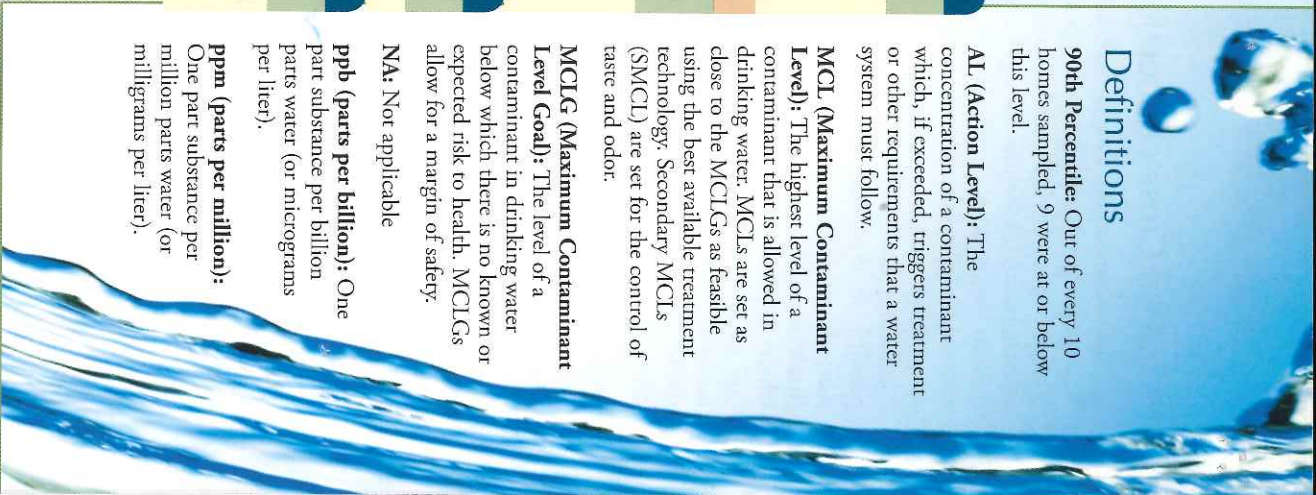 Definitions
90th Percentile: Out of every 10
homes sampled, 9 were at or below
this level.
AL (Action Level): The
concentration of a contaminant
which, if exceeded, triggers treatment
or other requirements that a water
system must follow.
MCL (Maximum Contaminant
Level): The highest level of a
contaminant that is allowed in
drinking water. MCLs are set as
close to the MCLGs as feasible
using the best available treatment
technology. Secondary MCLs
(SMCL) are set for the control of
taste and odor.
MCLG (Maximum Contaminant
Level Goal): The level of a
contaminant in drinking water
below which there is no known or
expected risk to health. MCLGs
allow for a margin of safety.
NA: Not applicable
ppb (parts per billion): One
part substance per billion
parts water (or micrograms
per liter).
ppm (parts per million):
One part substance per
million parts water (or
milligrams per liter).